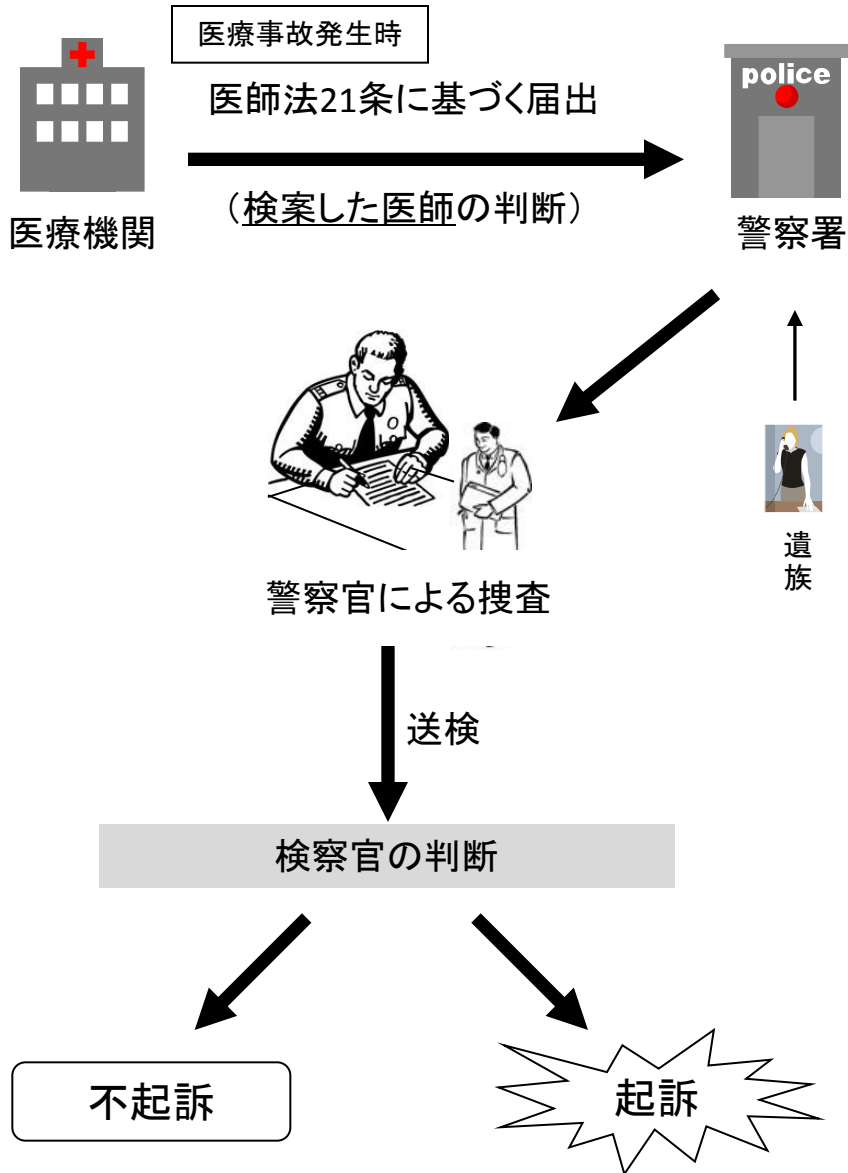 医療事故発生時
医師法21条に基づく届出
police
（検案した医師の判断）
医療機関
警察署
遺族
警察官による捜査
送検
検察官の判断
不起訴
起訴